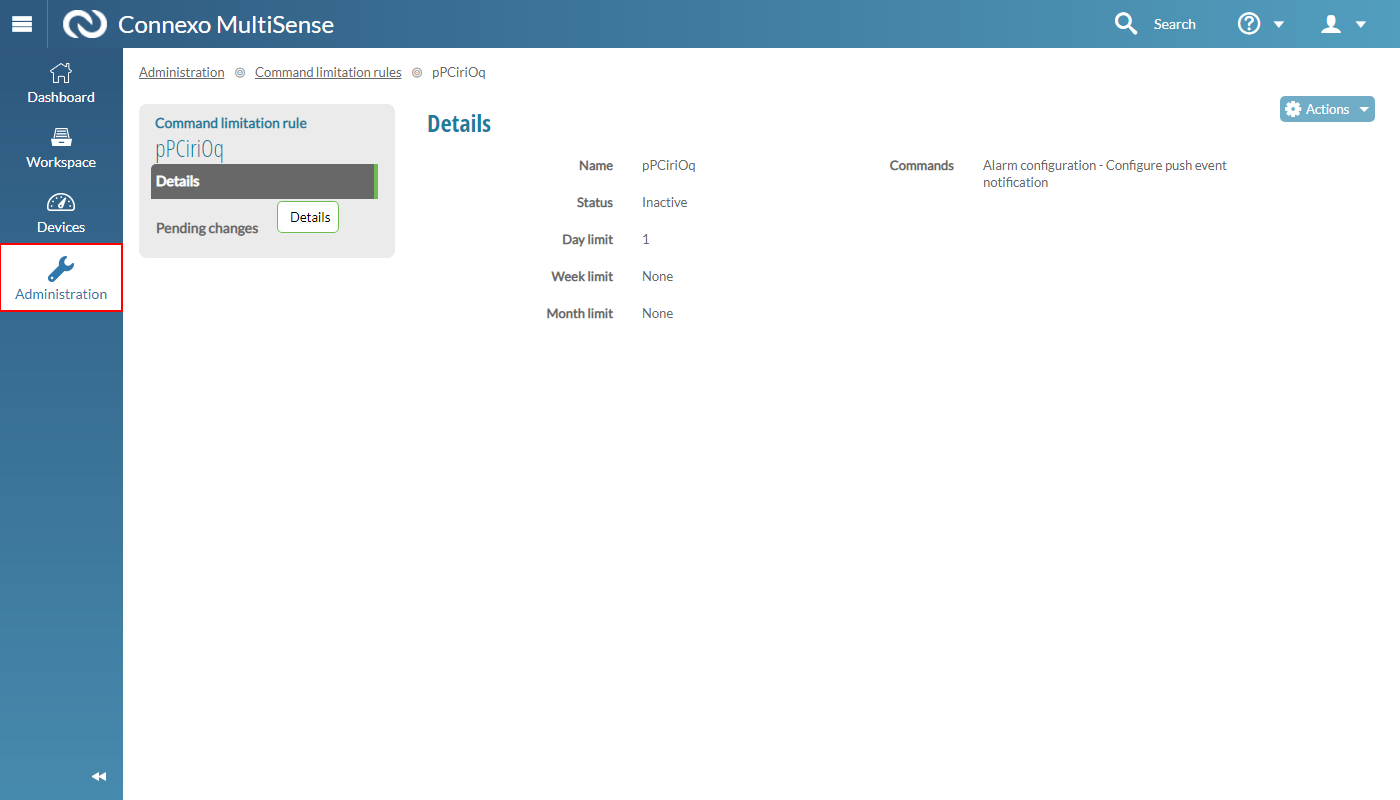 Connexo MultiSense
Search
Dashboard
Workspace
Devices
Administration
Administration Command limitation rules pPCiriOq
Command limitation rule
pPCiriOq
Details
Pending changes
Details
Details
Actions
Name pPCiriOq
Status Inactive
Day limit 1
Week limit None
Month limit None
Commands Alarm configuration - Configure push event
notification